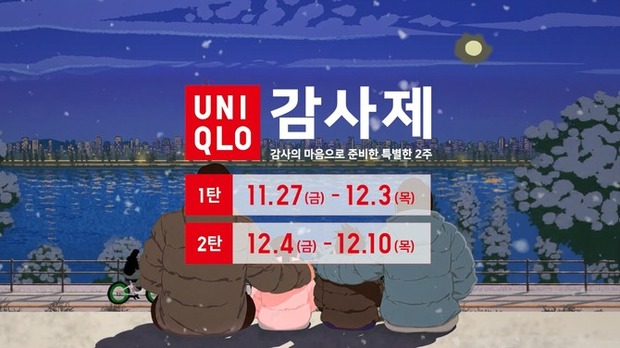 UNI
QLO
감사제
감사의 마음으로 준비한 특별한 2주
1탄 11.27(금) - 12.3(목)
2탄 12.4(금) - 12.10(목)